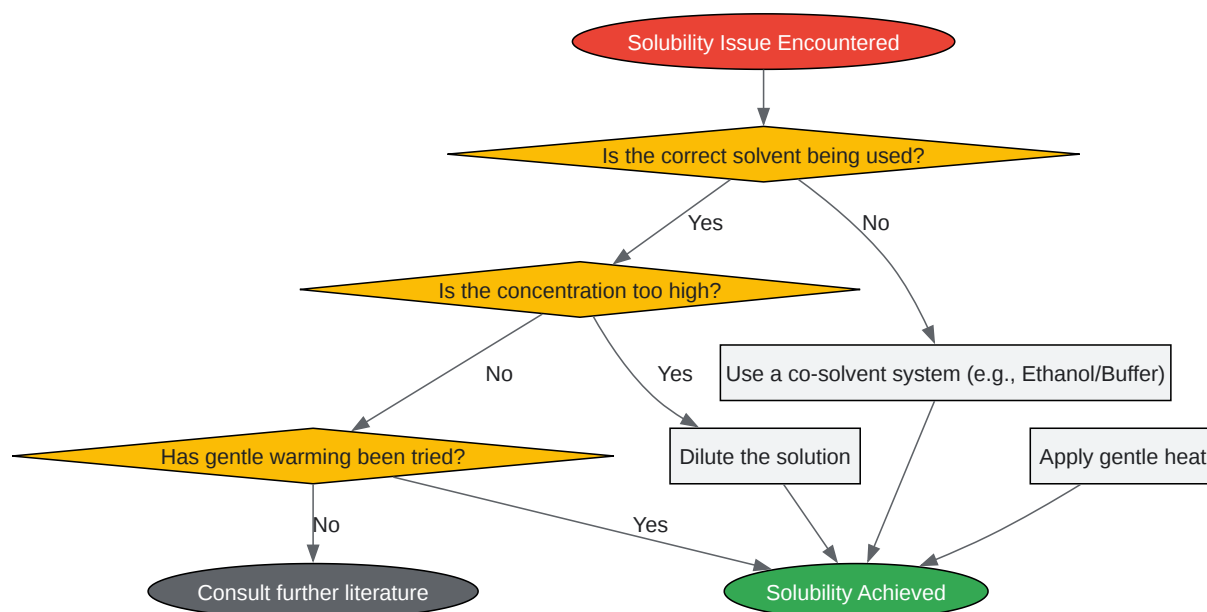 Solubility Issue Encountered
Is the correct solvent being used?
Yes
No
Is the concentration too high?
No
Yes
Use a co-solvent system (e.g., Ethanol/Buffer)
Has gentle warming been tried?
Dilute the solution
Apply gentle heat
No
Yes
Consult further literature
Solubility Achieved